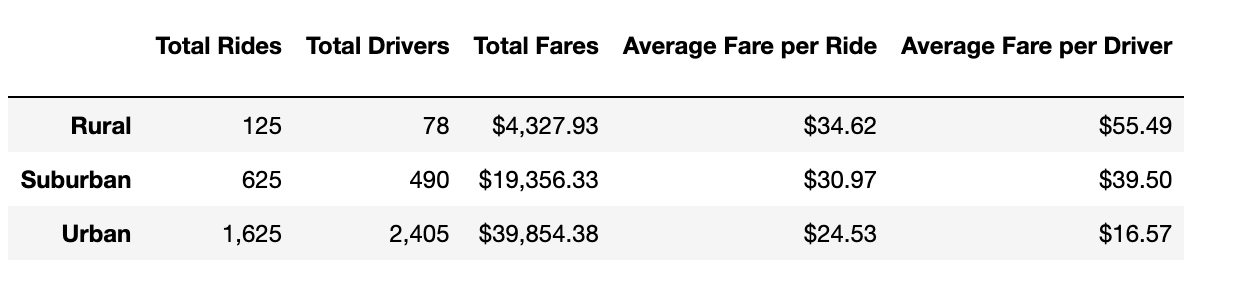 Total Rides Total Drivers Total Fares Average Fare per Ride Average Fare per Driver
Rural 125 78 $4,327.93 $34.62 $55.49
Suburban 625 490 $19,356.33 $30.97 $39.50
Urban 1,625 2,405 $39,854.38 $24.53 $16.57